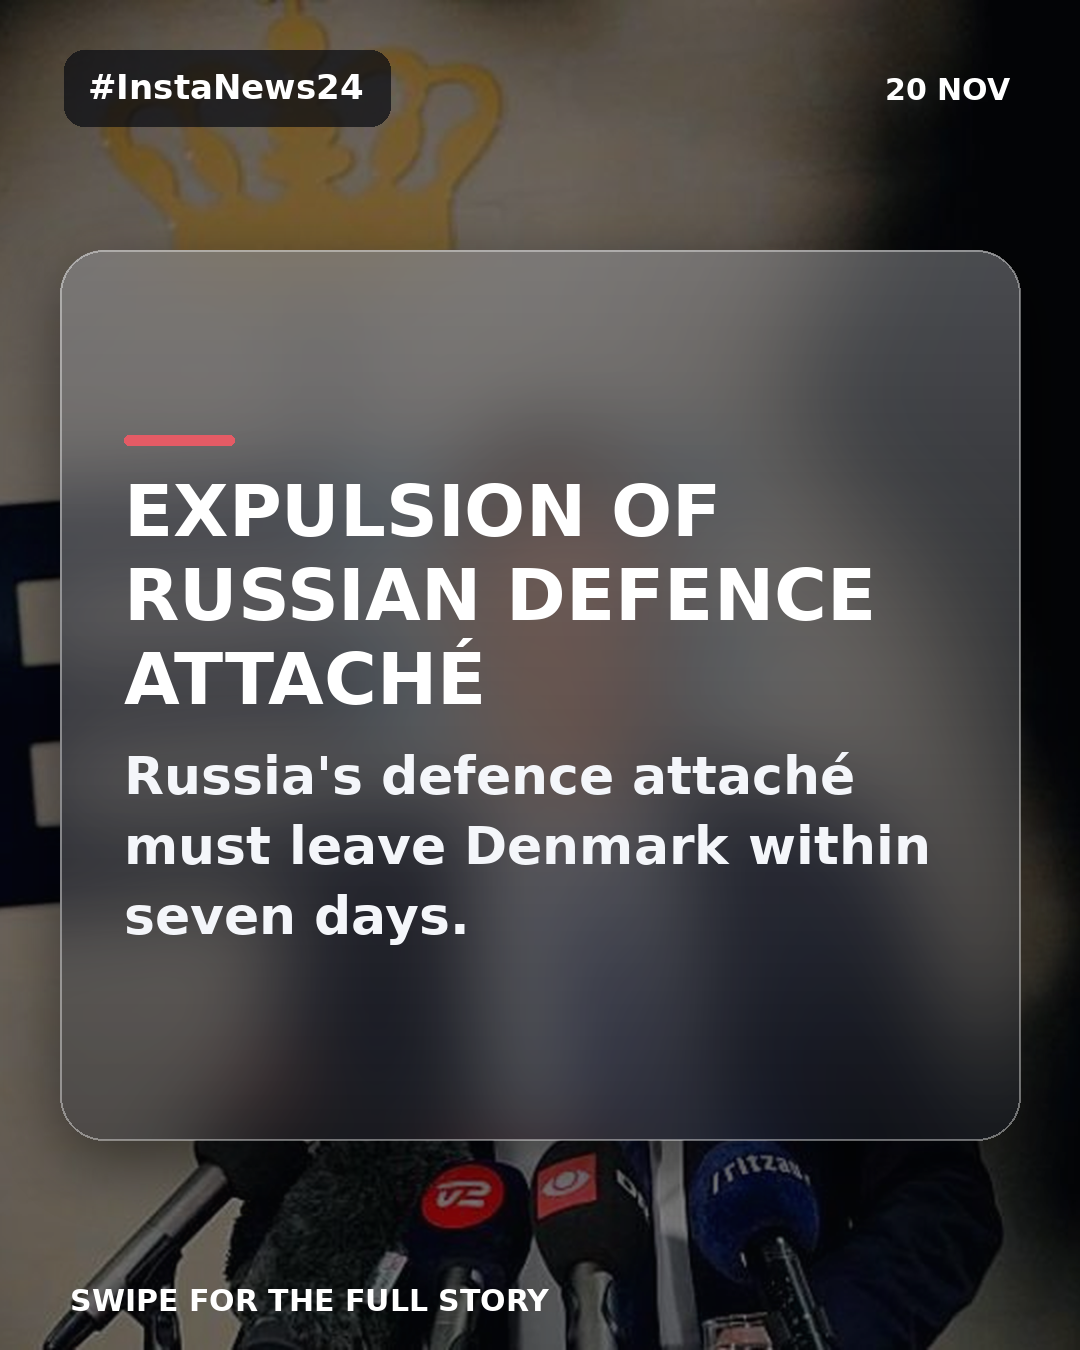 #InstaNews24
20 NOV
EXPULSION OF
RUSSIAN DEFENCE
ATTACHÉ
Russia's defence attaché
must leave Denmark within
seven days.
SWIPE FOR THE FULL STORY